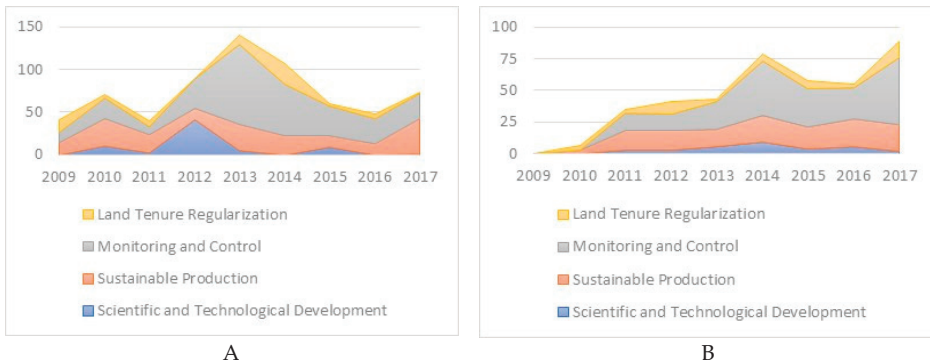 150
100
50
0
2009 2010 2011 2012 2013 2014 2015 2016 2017
Land Tenure Regularization
Monitoring and Control
Sustainable Production
Scientific and Technological Development
A
100
75
50
25
0
2009 2010 2011 2012 2013 2014 2015 2016 2017
Land Tenure Regularization
Monitoring and Control
Sustainable Production
Scientific and Technological Development
B